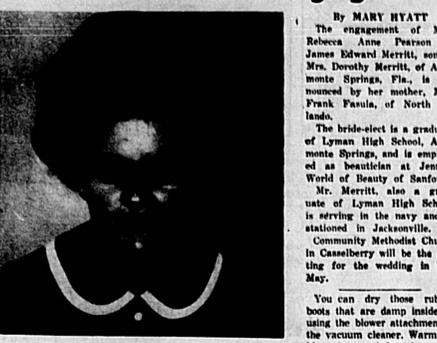 By MARY HYATT
The engagement of
Rebecca Anne Pearson
James Edward Merritt, son
Mrs. Dorothy Merritt, of A
monte Springs, Fla., is
nounced by her mother,
Frank Fasula, of North
lando.
The bride-elect is a gradu
of Lyman High School, A
monte Springs, and is emp
ed as beautician at Jen
World of Beauty of Sanfo
Mr. Merritt, also a gr
uate of Lyman High Sch
is serving in the navy and
stationed in Jacksonville.
Community Methodist Chu
in Casselberry will be the
ting for the wedding in
May.
You can dry those rub
boots that are damp inside
using the blower attachmen
the vacuum cleaner. Warm